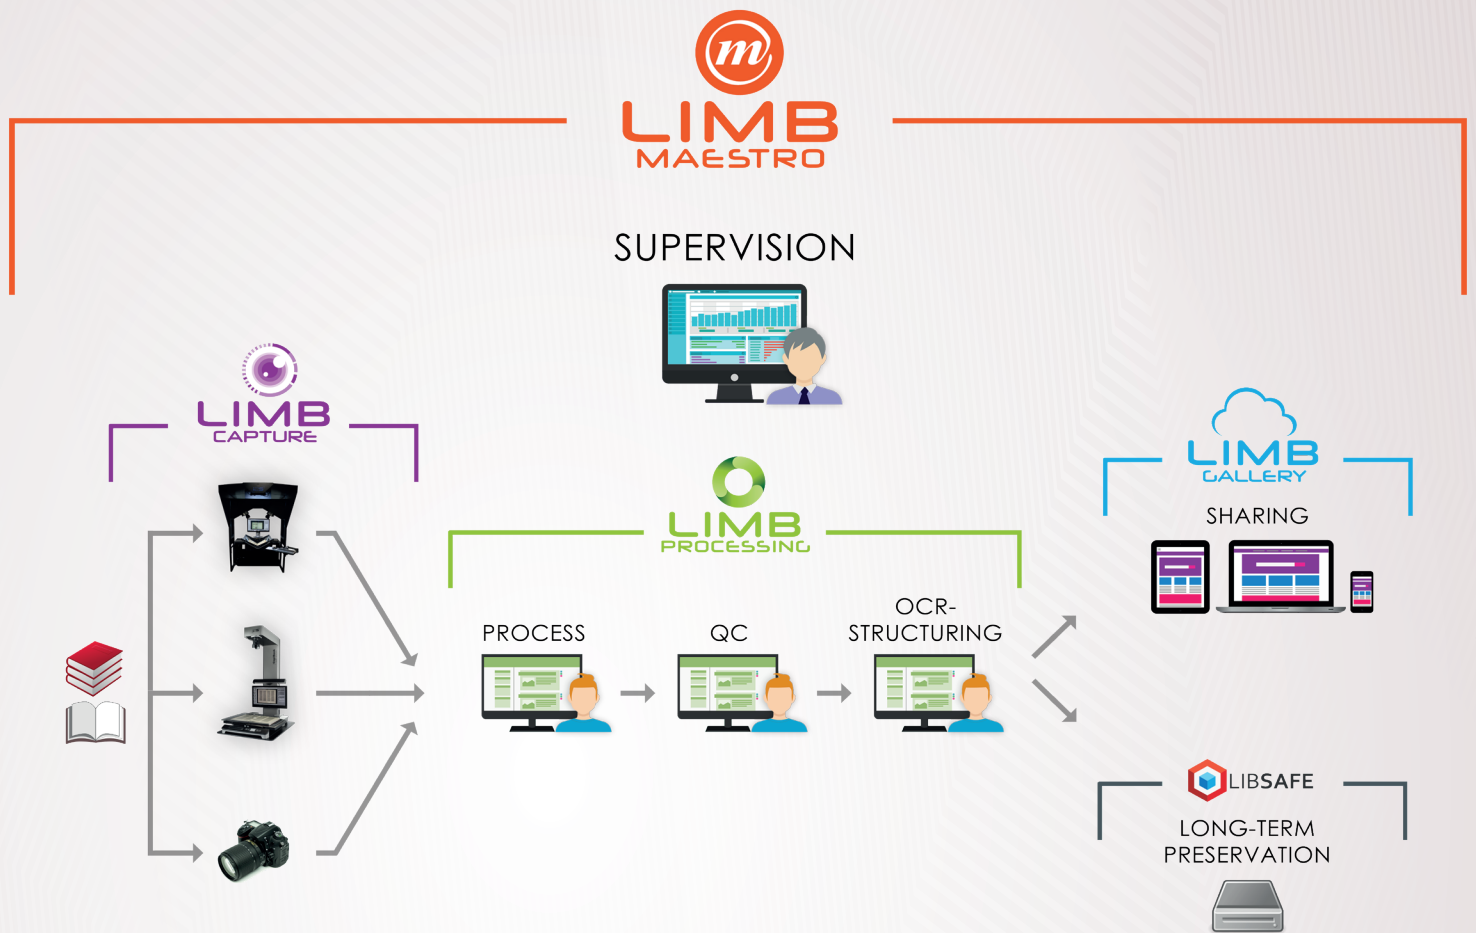 m
LIMB
MAESTRO
SUPERVISION
LIMB
CAPTURE
LIMB
PROCESSING
PROCESS
QC
OCR-
STRUCTURING
LIMB
GALLERY
SHARING
LIBSAFE
LONG-TERM
PRESERVATION